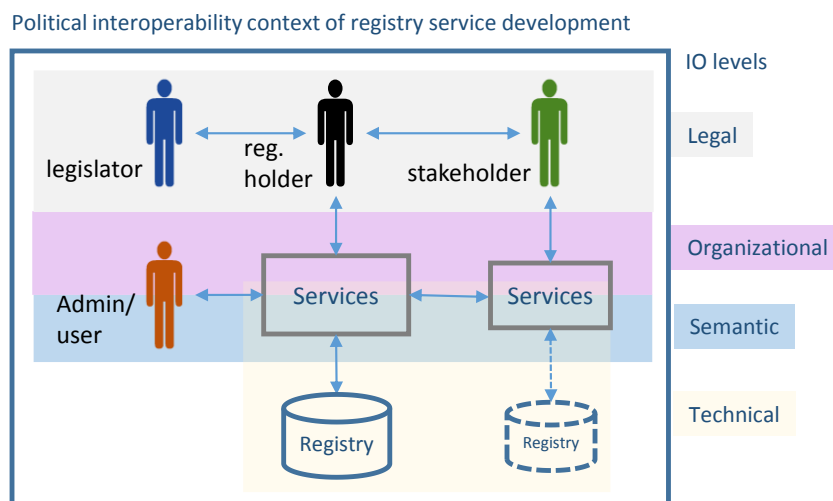 Political interoperability context of registry service development
IO levels
legislator
reg.
holder
stakeholder
Legal
Organizational
Admin/
user
Services
Services
Semantic
Registry
Registry
Technical